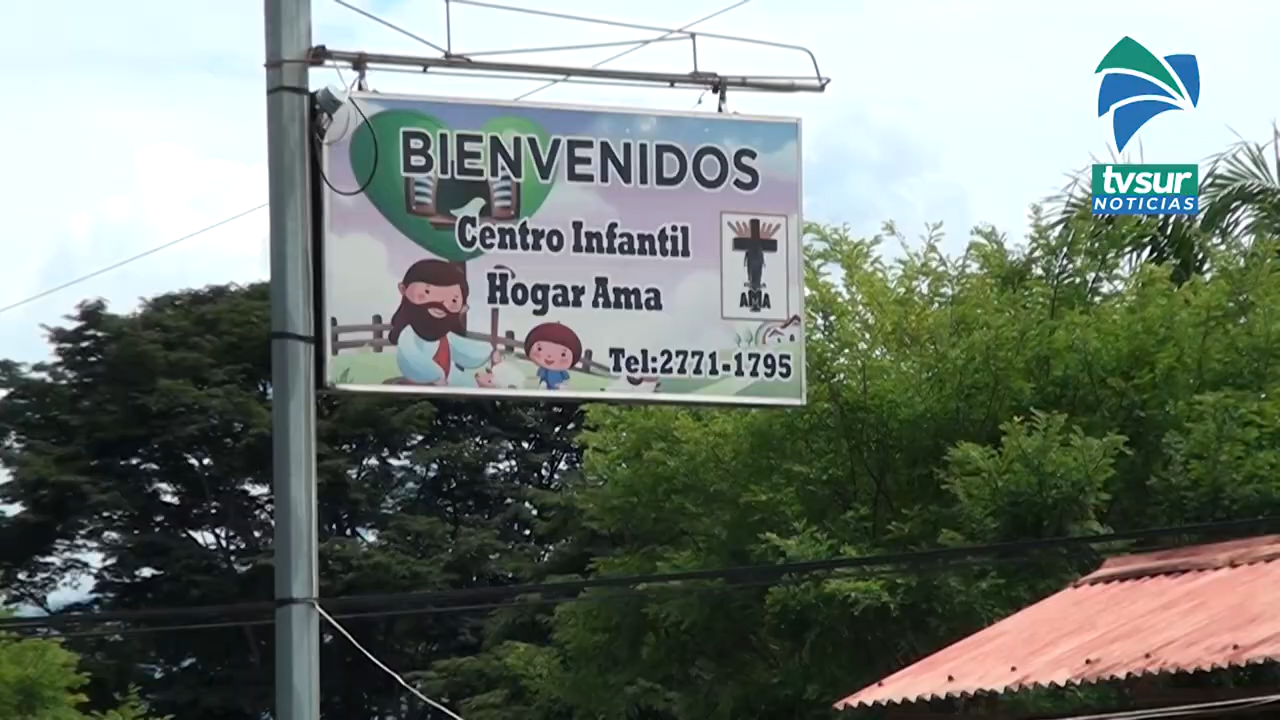 BIENVENIDOS
Centro Infantil
Hogar Ama
AMA
Tel:2771-1795
tvsur
NOTICIAS